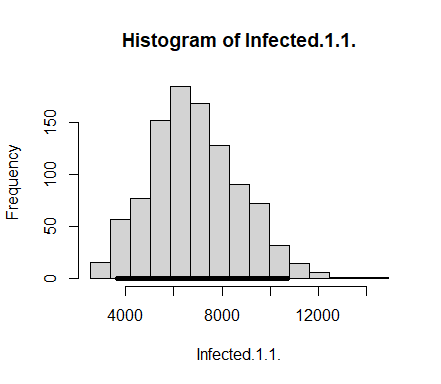 Histogram of Infected.1.1.
Frequency
150
100
50
0
4000 8000 12000
Infected.1.1.